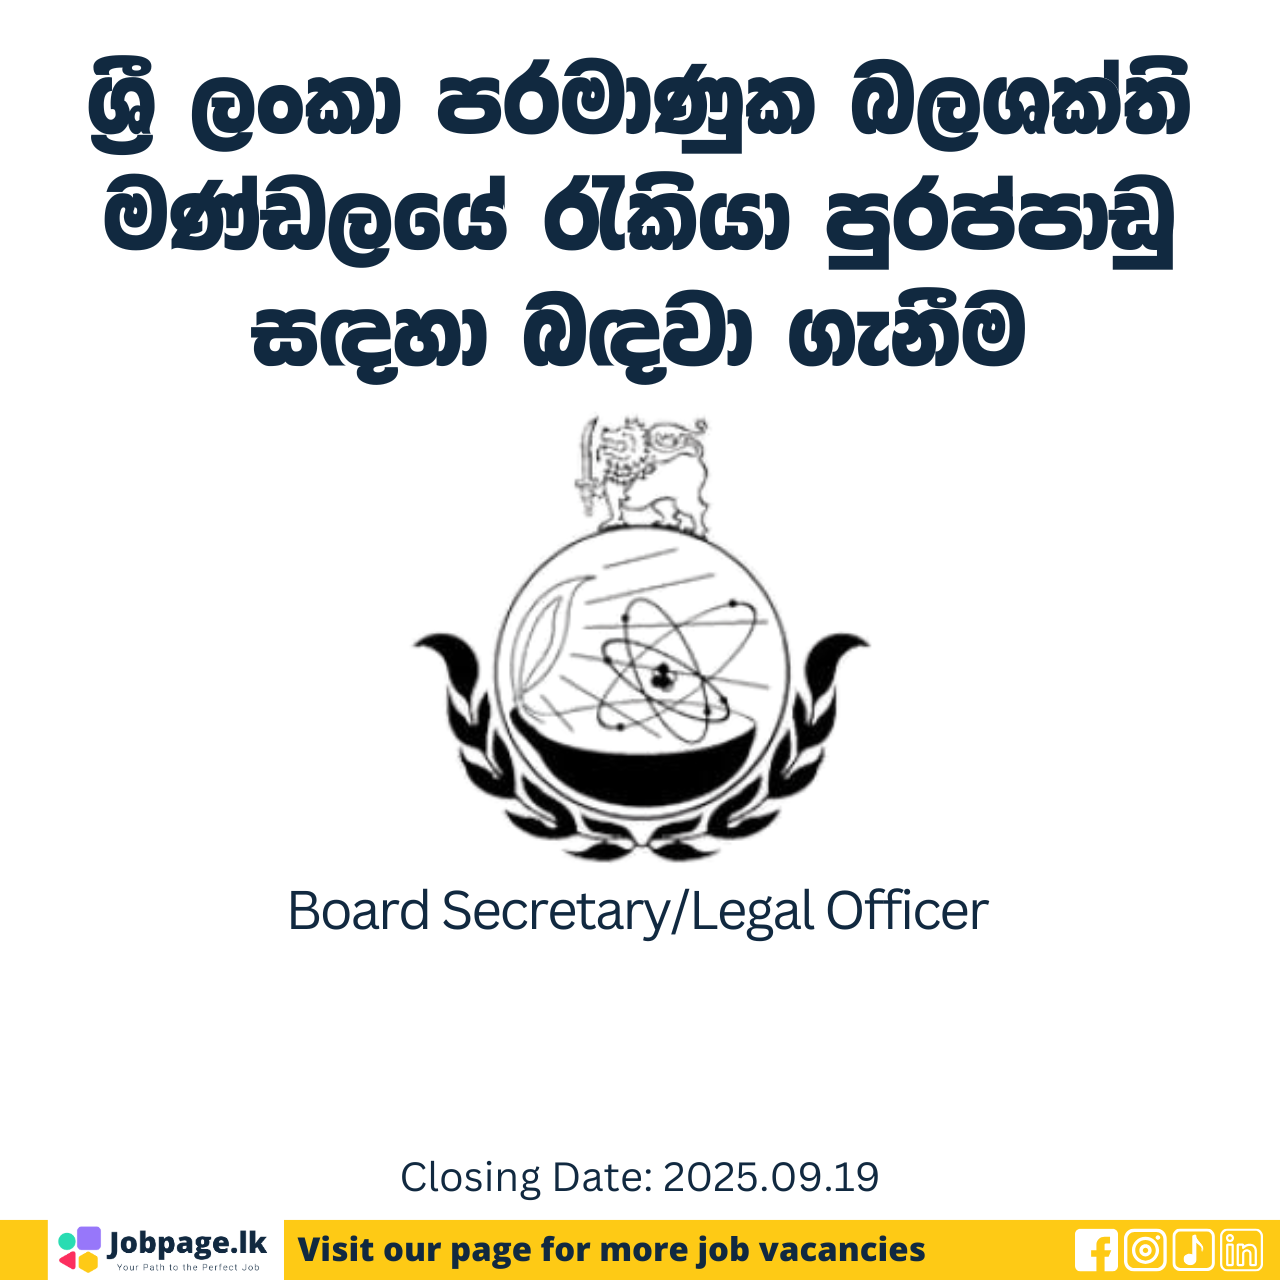 ශ්‍රී ලංකා පරමාණුක බලශක්ති
මණ්ඩලයේ රැකියා පුරප්පාඩු
සඳහා බඳවා ගැනීම
Board Secretary/Legal Officer
Closing Date: 2025.09.19
Jobpage.lk
Your Path to the Perfect Job
Visit our page for more job vacancies